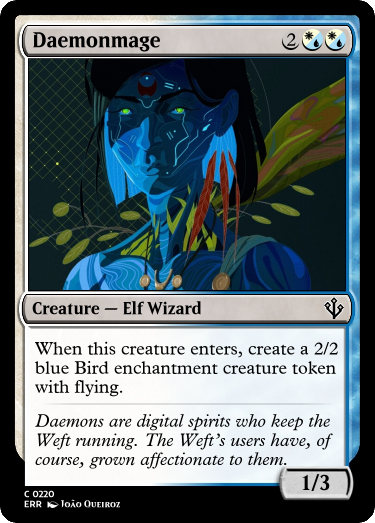 Daemonmage 2
Creature — Elf Wizard
When this creature enters, create a 2/2
blue Bird enchantment creature token
with flying.
Daemons are digital spirits who keep the
Weft running. The Weft's users have, of
course, grown affectionate to them.
1/3
C 0220
ERR João Queiroz